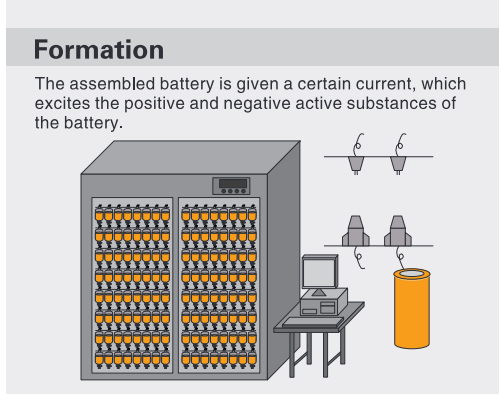 Formation
The assembled battery is given a certain current, which
excites the positive and negative active substances of
the battery.